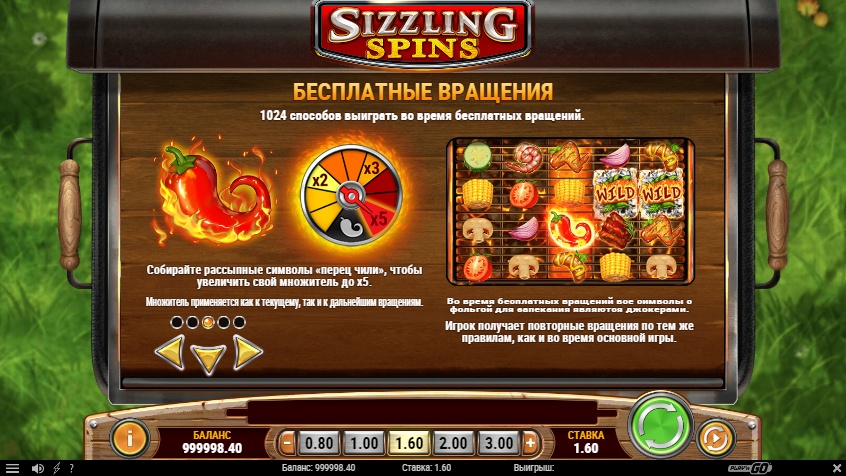 SIZZLING
SPINS
БЕСПЛАТНЫЕ ВРАЩЕНИЯ
1024 способов выиграть во время бесплатных вращений.
x2
x3
x5
WILD
WILD
Собирайте рассыпные символы «перец чили», чтобы
увеличить свой множитель до x5.
Множитель применяется как к текущему, так и к дальнейшим вращениям.
Во время бесплатных вращений все символы с
фольгой для запекания являются джокерами.
Игрок получает повторные вращения по тем же
правилам, как и во время основной игры.
БАЛАНС
999998.40
- 0.80 1.00 1.60 2.00 3.00 +
СТАВКА
1.60
? Баланс: 999998.40 Ставка: 1.60 Выигрыш: PLAY'N GO